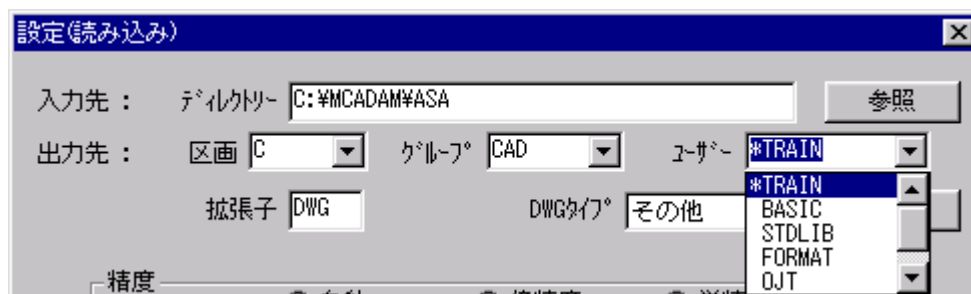 設定(読み込み)
入力先： ﾃﾞｨﾚｸﾄﾘｰ C:¥MCADAM¥ASA 参照
出力先： 区画 C ｸﾞﾙｰﾌﾟ CAD ﾕｰｻﾞｰ *TRAIN
拡張子 DWG DWGﾀｲﾌﾟ その他
*TRAIN
BASIC
STDLIB
FORMAT
OJT
精度